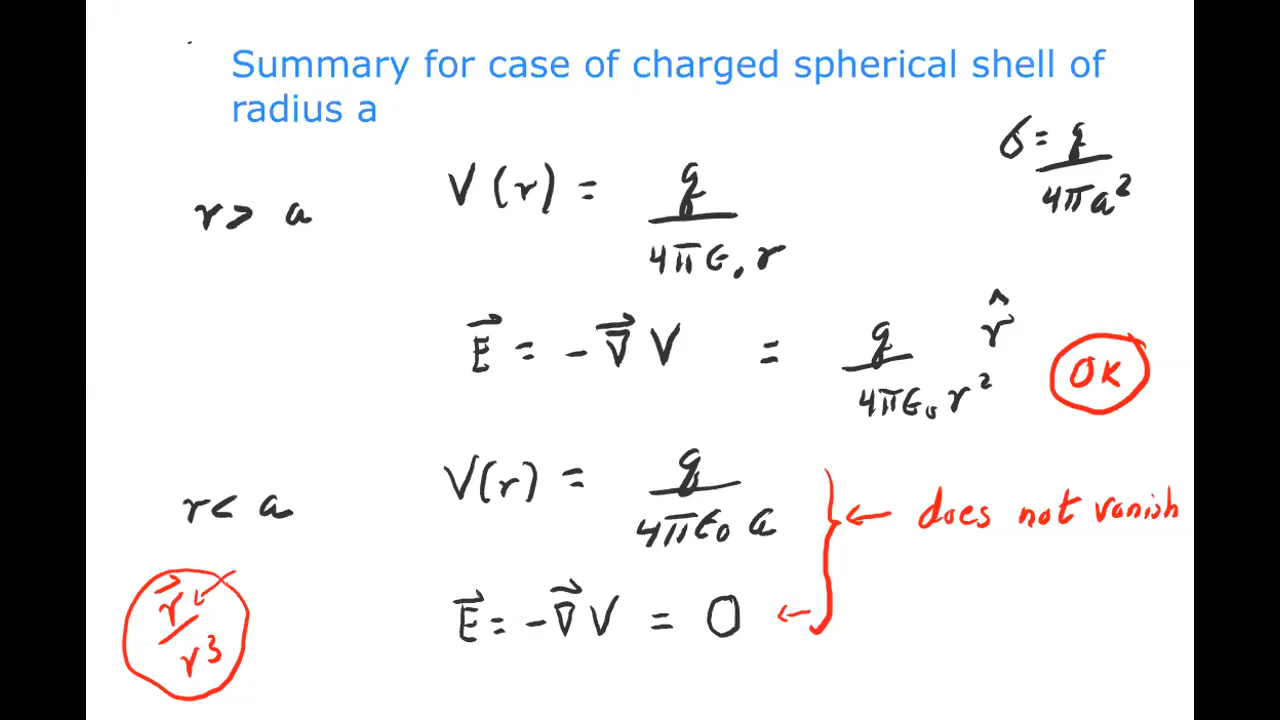 Summary for case of charged spherical shell of
radius a
σ = q / 4πa²
r > a
V(r) = q / 4πϵ₀r
E⃗ = -∇⃗V = q / 4πϵ₀r² r̂
OK
r < a
V(r) = q / 4πϵ₀a
← does not vanish
E⃗ = -∇⃗V = 0 ←
r⃗ / r³